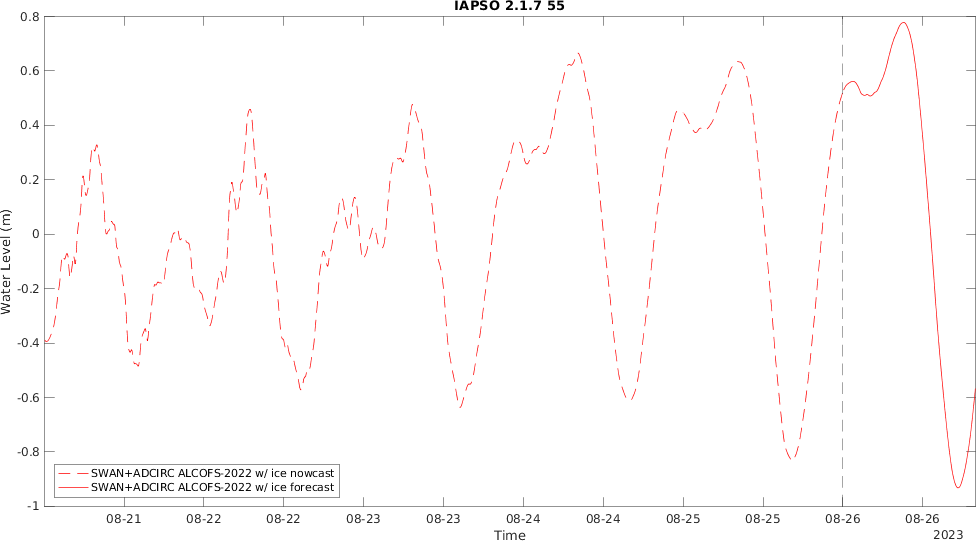 IAPSO 2.1.7 55
0.8
0.6
0.4
0.2
0
-0.2
-0.4
-0.6
-0.8
-1
Water Level (m)
SWAN+ADCIRC ALCOFS-2022 w/ ice nowcast
SWAN+ADCIRC ALCOFS-2022 w/ ice forecast
08-21 08-22 08-22 08-23 08-23 08-24 08-24 08-25 08-25 08-26 08-26
Time
2023